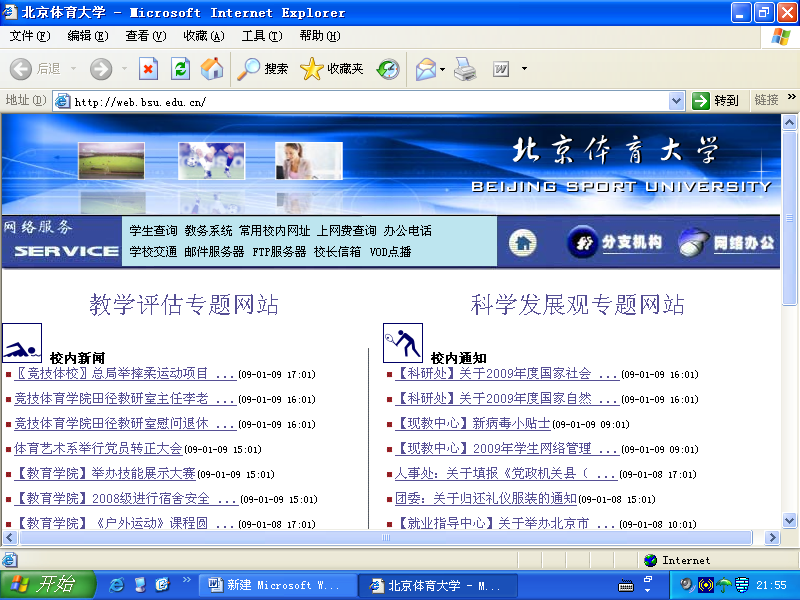 北京体育大学 - Microsoft Internet Explorer
文件(F) 编辑(E) 查看(V) 收藏(A) 工具(T) 帮助(H)
后退 搜索 收藏夹
地址(D) http://web.bsu.edu.cn/ 转到 链接 »
北京体育大学
BEIJING SPORT UNIVERSITY
网络服务
SERVICE
学生查询 教务系统 常用校内网址 上网费查询 办公电话
学校交通 邮件服务器 FTP服务器 校长信箱 VOD点播
分支机构 网络办公
教学评估专题网站
科学发展观专题网站
校内新闻
〖竞技体校〗总局举摔柔运动项目 ...(09-01-09 17:01)
竞技体育学院田径教研室主任李老 ...(09-01-09 16:01)
竞技体育学院田径教研室慰问退休 ...(09-01-09 16:01)
体育艺术系举行党员转正大会(09-01-09 15:01)
【教育学院】举办技能展示大赛(09-01-09 15:01)
【教育学院】2008级进行宿舍安全 ...(09-01-09 15:01)
【教育学院】《户外运动》课程圆 ...(09-01-08 17:01)
校内通知
【科研处】关于2009年度国家社会 ...(09-01-09 16:01)
【科研处】关于2009年度国家自然 ...(09-01-09 16:01)
【现教中心】新病毒小贴士(09-01-09 09:01)
【现教中心】2009年学生网络管理 ...(09-01-09 09:01)
人事处：关于填报《党政机关县（ ...(09-01-08 17:01)
团委：关于归还礼仪服装的通知(09-01-08 15:01)
【就业指导中心】关于举办北京市 ...(09-01-08 10:01)
Internet
开始 » 新建 Microsoft W... 北京体育大学 - M... 21:55